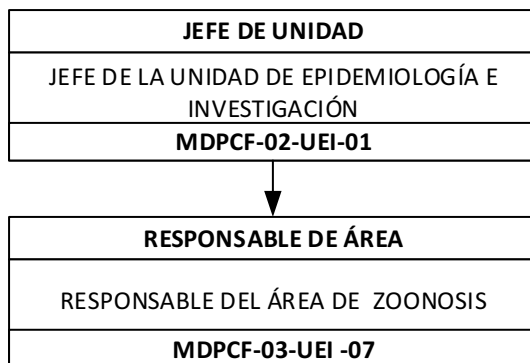 JEFE DE UNIDAD
JEFE DE LA UNIDAD DE EPIDEMIOLOGÍA E
INVESTIGACIÓN
MDPCF-02-UEI-01
RESPONSABLE DE ÁREA
RESPONSABLE DEL ÁREA DE ZOONOSIS
MDPCF-03-UEI -07